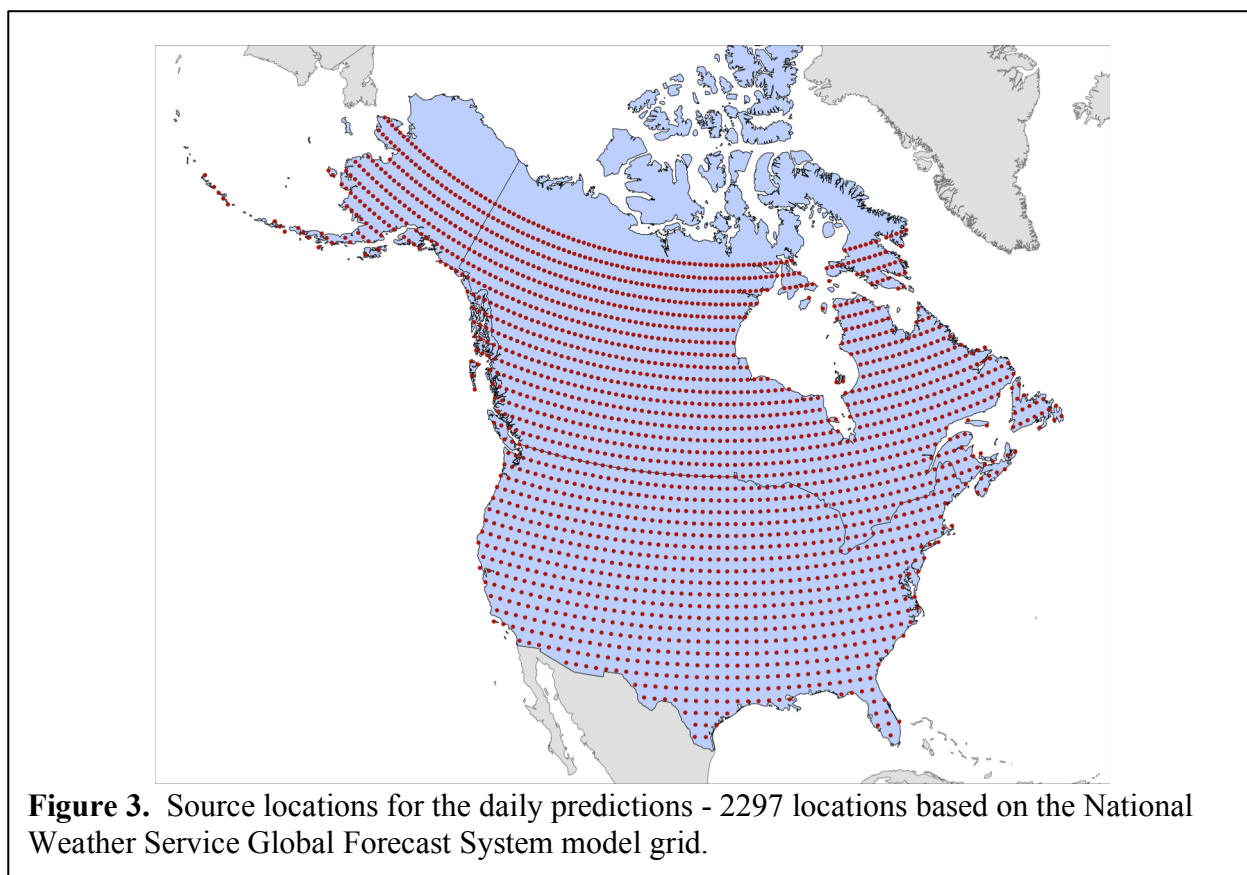 Figure 3.  Source locations for the daily predictions - 2297 locations based on the National
Weather Service Global Forecast System model grid.